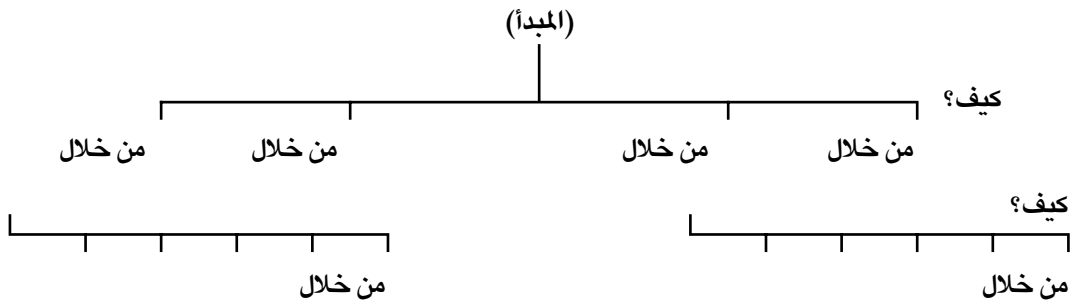 (المبدأ)
كيف؟
من خلال من خلال من خلال من خلال
كيف؟
من خلال من خلال